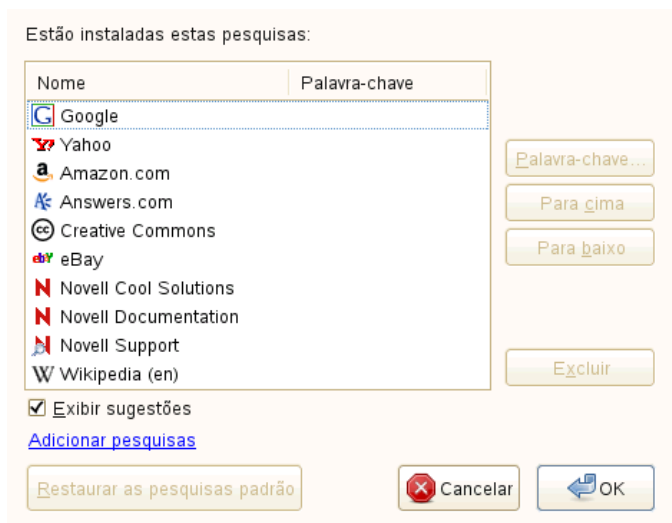 Estão instaladas estas pesquisas:
Nome Palavra-chave
Google
Yahoo
Amazon.com
Answers.com
Creative Commons
eBay
Novell Cool Solutions
Novell Documentation
Novell Support
Wikipedia (en)
Palavra-chave...
Para cima
Para baixo
Excluir
Exibir sugestões
Adicionar pesquisas
Restaurar as pesquisas padrão Cancelar OK